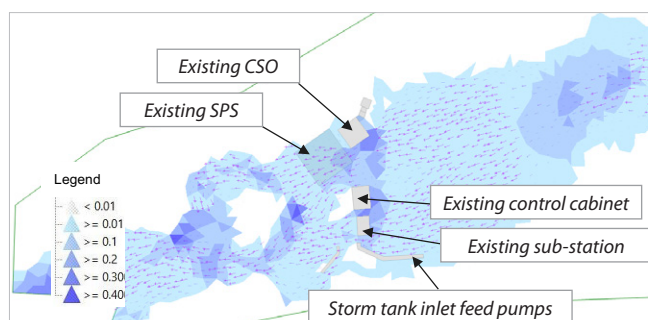 Existing CSO
Existing SPS
Legend
< 0.01
>= 0.01
>= 0.1
>= 0.2
>= 0.300
>= 0.400
Existing control cabinet
Existing sub-station
Storm tank inlet feed pumps